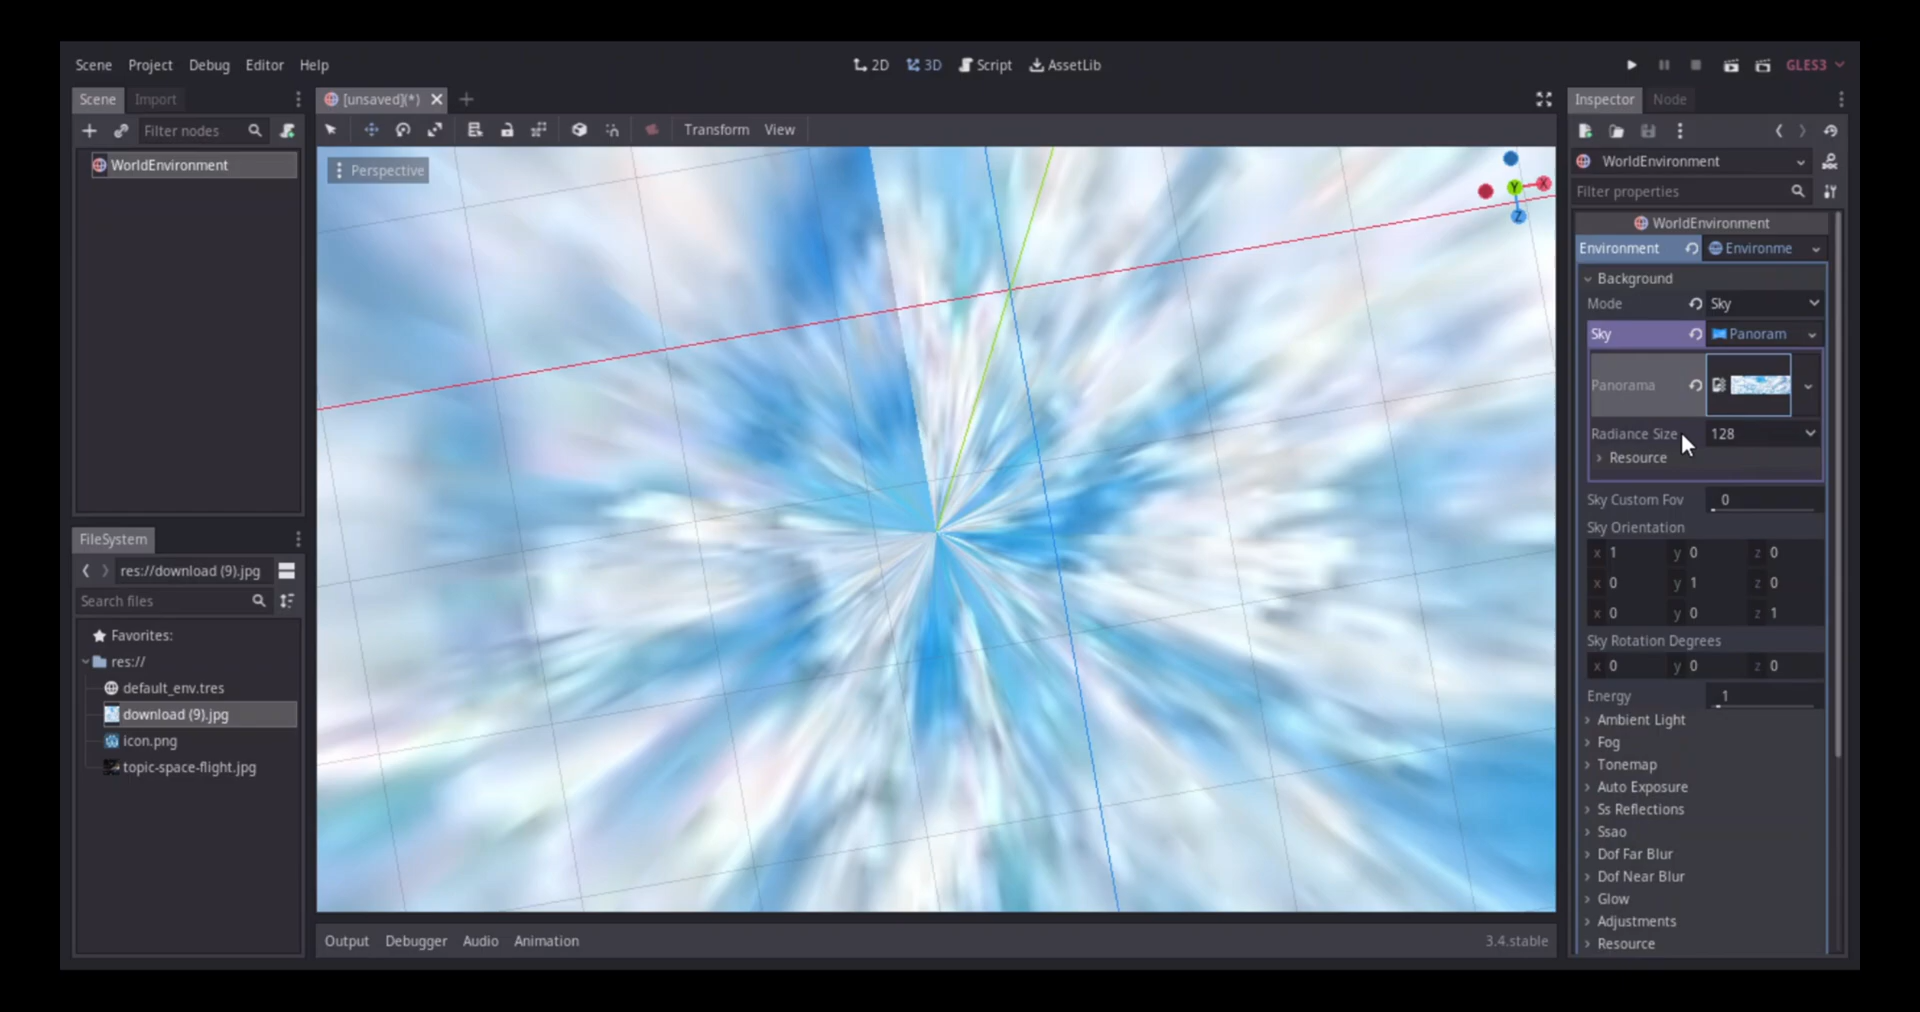 Scene Project Debug Editor Help
2D 3D Script AssetLib
GLES3
Scene Import
Filter nodes
WorldEnvironment
FileSystem
res://download (9).jpg
Search files
Favorites:
res://
default_env.tres
download (9).jpg
icon.png
topic-space-flight.jpg
[unsaved](*)
Transform View
Perspective
Y X
Z
Output Debugger Audio Animation
3.4.stable
Inspector Node
WorldEnvironment
Filter properties
WorldEnvironment
Environment Environme
Background
Mode Sky
Sky Panoram
Panorama
Radiance Size 128
Resource
Sky Custom Fov 0
Sky Orientation
x 1 y 0 z 0
x 0 y 1 z 0
x 0 y 0 z 1
Sky Rotation Degrees
x 0 y 0 z 0
Energy 1
Ambient Light
Fog
Tonemap
Auto Exposure
Ss Reflections
Ssao
Dof Far Blur
Dof Near Blur
Glow
Adjustments
Resource